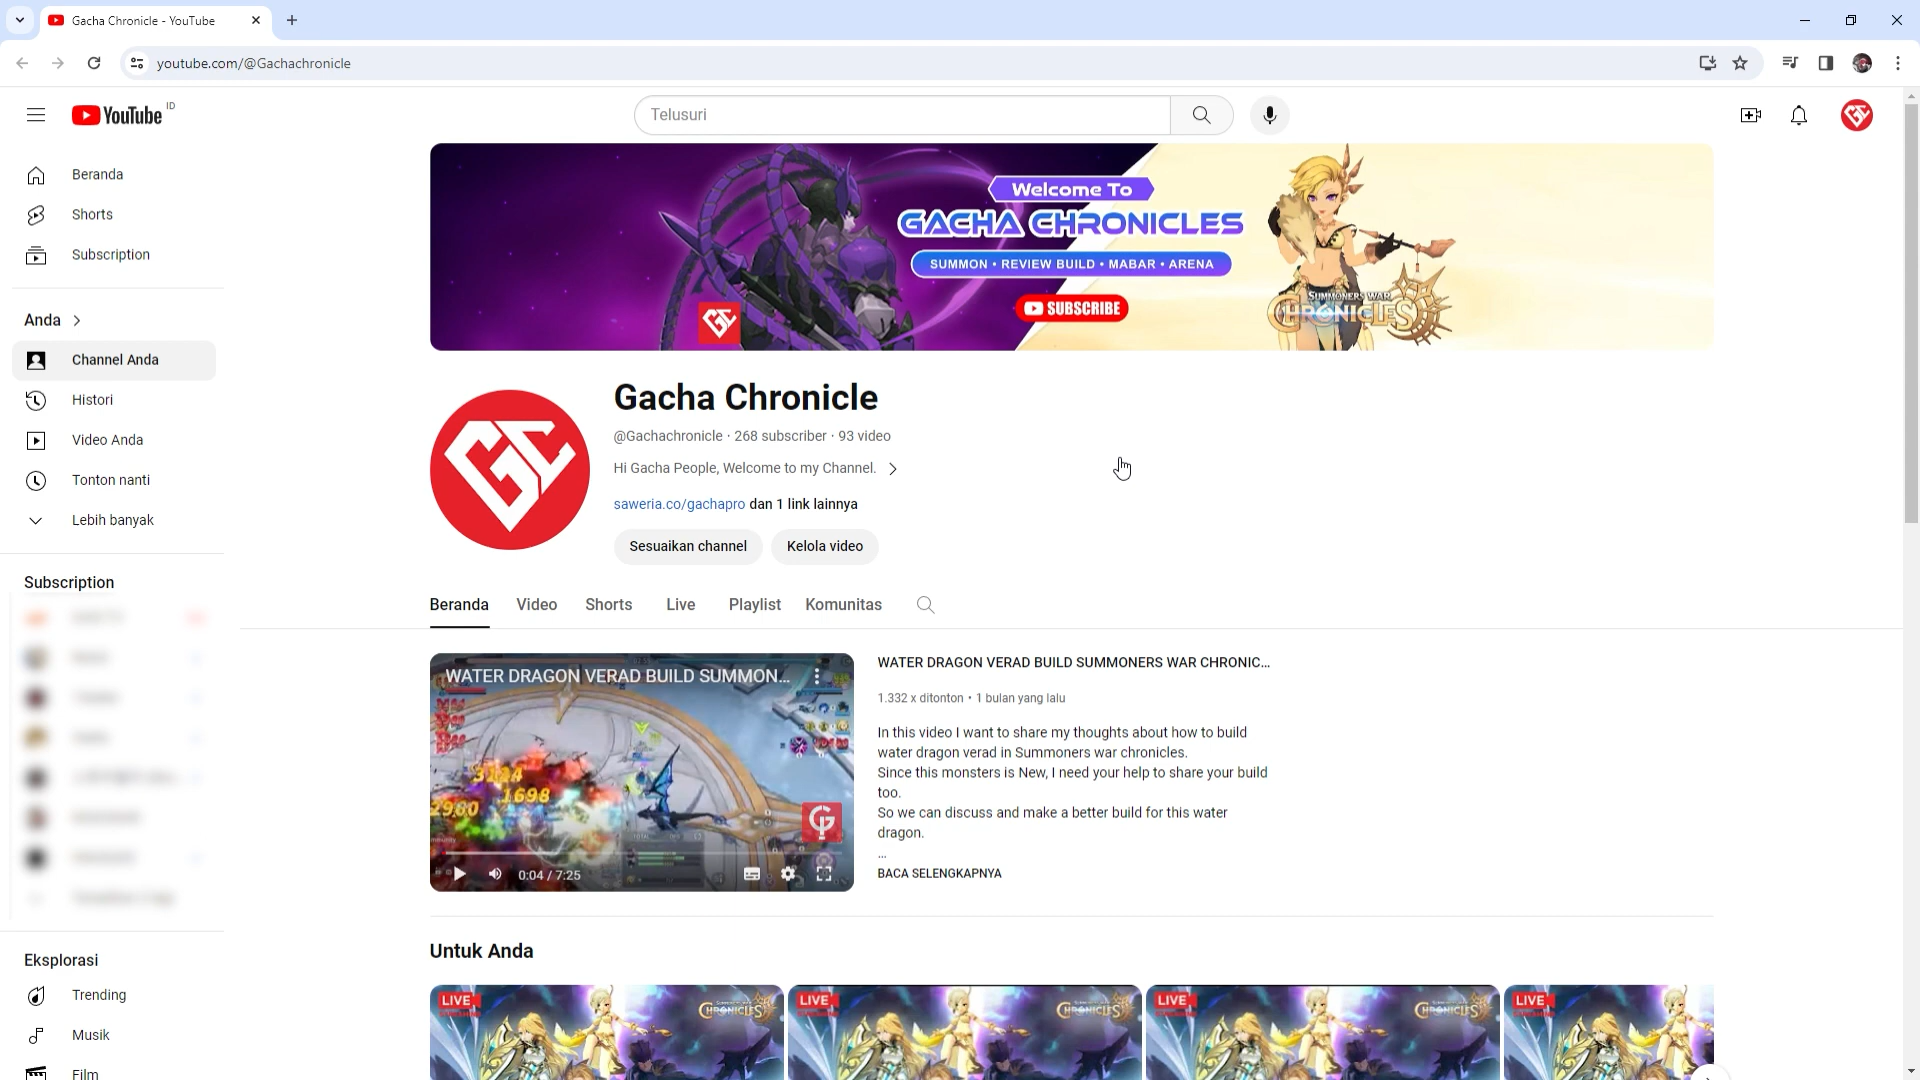 Gacha Chronicle - YouTube
youtube.com/@Gachachronicle
YouTube ID
Telusuri
Beranda
Shorts
Subscription
Anda
Channel Anda
Histori
Video Anda
Tonton nanti
Lebih banyak
Subscription
Eksplorasi
Trending
Musik
Film
Welcome To
GACHA CHRONICLES
SUMMON • REVIEW BUILD • MABAR • ARENA
SUBSCRIBE
SUMMONERS WAR
CHRONICLES
Gacha Chronicle
@Gachachronicle · 268 subscriber · 93 video
Hi Gacha People, Welcome to my Channel.
saweria.co/gachapro dan 1 link lainnya
Sesuaikan channel
Kelola video
Beranda
Video
Shorts
Live
Playlist
Komunitas
WATER DRAGON VERAD BUILD SUMMON...
3124
2980
1698
0:04 / 7:25
WATER DRAGON VERAD BUILD SUMMONERS WAR CHRONIC...
1.332 x ditonton • 1 bulan yang lalu
In this video I want to share my thoughts about how to build
water dragon verad in Summoners war chronicles.
Since this monsters is New, I need your help to share your build
too.
So we can discuss and make a better build for this water
dragon.
...
BACA SELENGKAPNYA
Untuk Anda
LIVE
CHRONICLES
LIVE
CHRONICLES
LIVE
CHRONICLES
LIVE